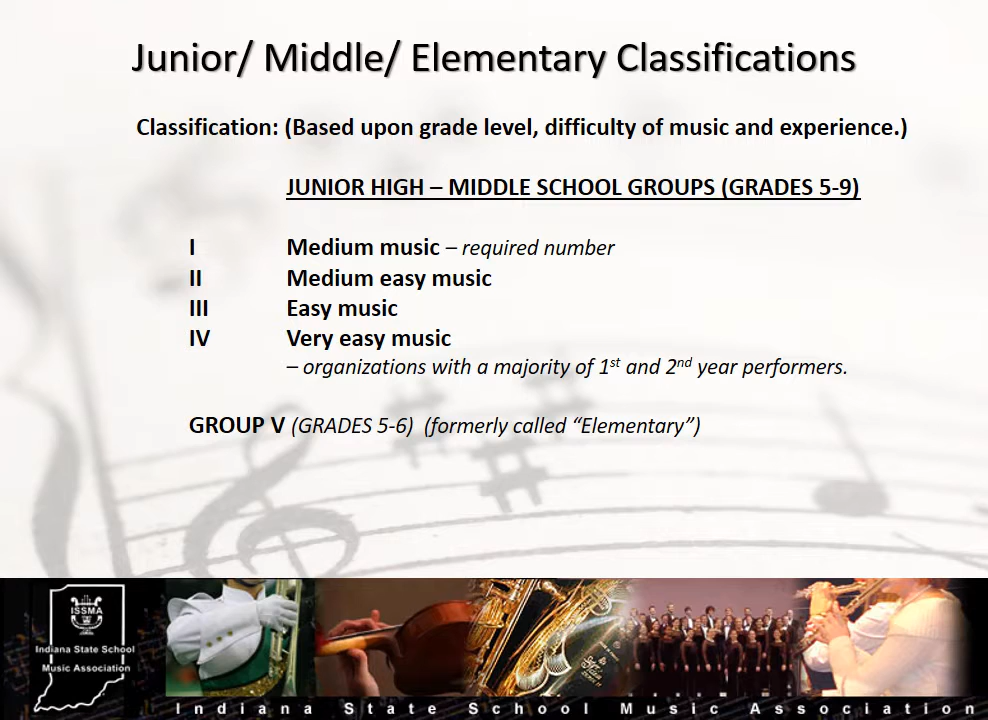 Junior/ Middle/ Elementary Classifications
Classification: (Based upon grade level, difficulty of music and experience.)
JUNIOR HIGH – MIDDLE SCHOOL GROUPS (GRADES 5-9)
I Medium music – required number
II Medium easy music
III Easy music
IV Very easy music
– organizations with a majority of 1st and 2nd year performers.
GROUP V (GRADES 5-6) (formerly called “Elementary”)
ISSMA
Indiana State School
Music Association
Indiana State School Music Association